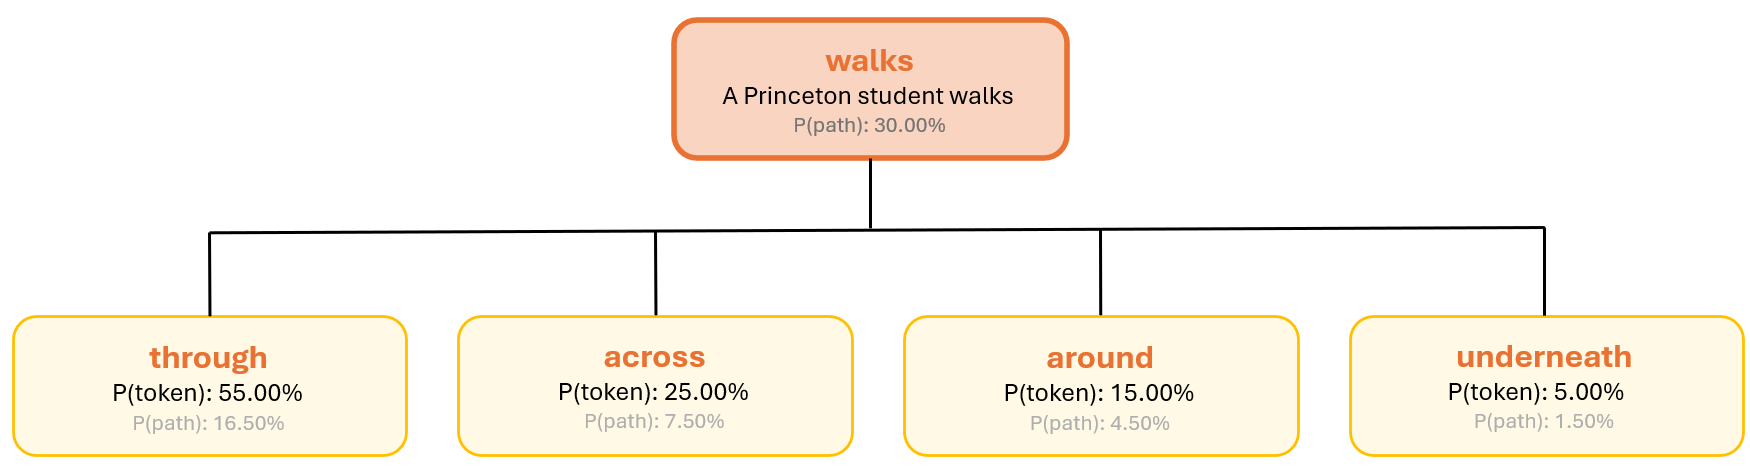 walks
A Princeton student walks
P(path): 30.00%
through
P(token): 55.00%
P(path): 16.50%
across
P(token): 25.00%
P(path): 7.50%
around
P(token): 15.00%
P(path): 4.50%
underneath
P(token): 5.00%
P(path): 1.50%